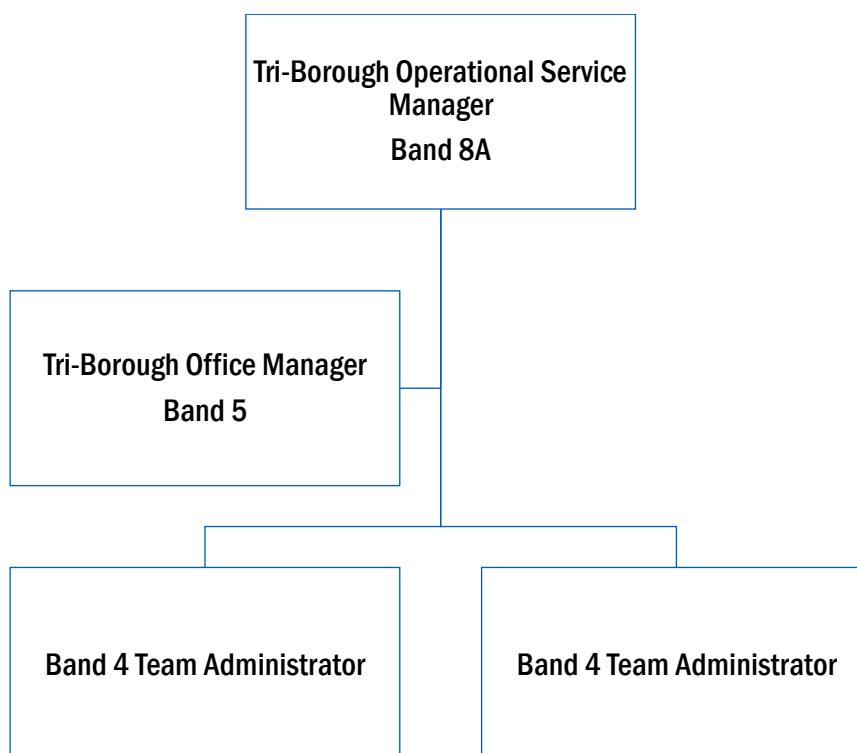 Tri-Borough Operational Service
Manager
Band 8A
Tri-Borough Office Manager
Band 5
Band 4 Team Administrator
Band 4 Team Administrator